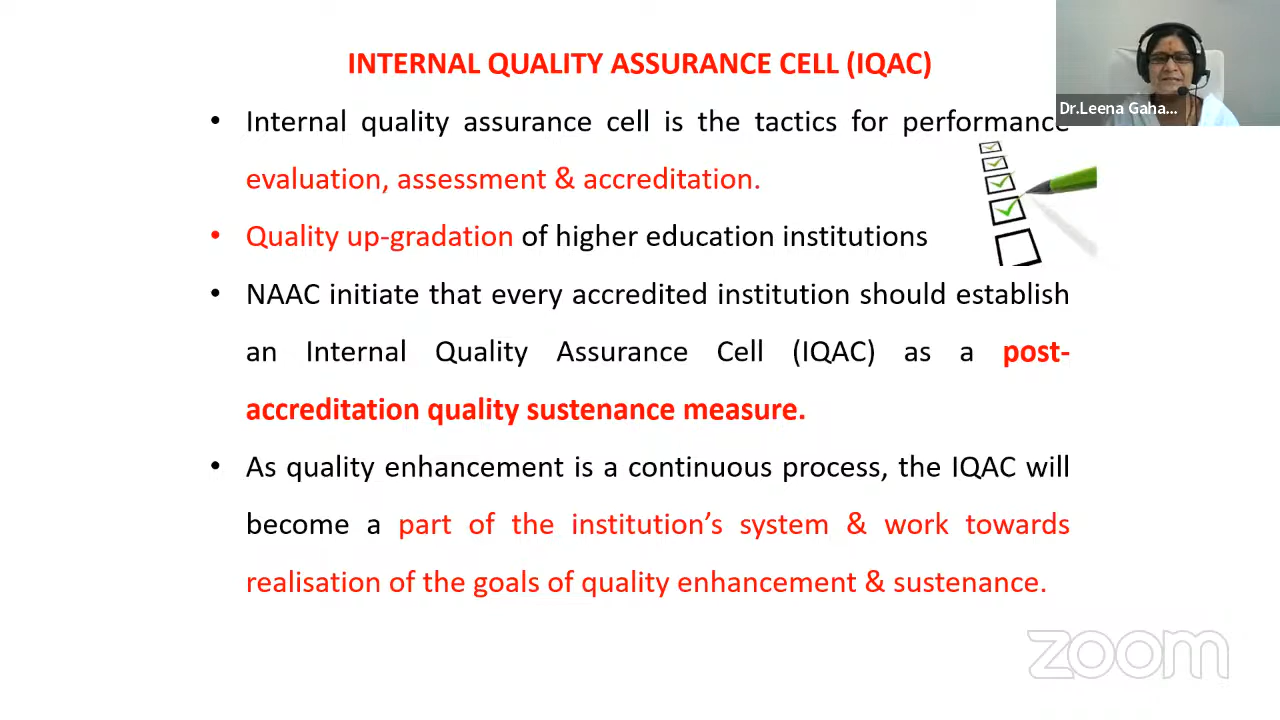 INTERNAL QUALITY ASSURANCE CELL (IQAC)
Dr.Leena Gaha...
• Internal quality assurance cell is the tactics for performance
evaluation, assessment & accreditation.
• Quality up-gradation of higher education institutions
• NAAC initiate that every accredited institution should establish
an Internal Quality Assurance Cell (IQAC) as a post-
accreditation quality sustenance measure.
• As quality enhancement is a continuous process, the IQAC will
become a part of the institution’s system & work towards
realisation of the goals of quality enhancement & sustenance.
zoom